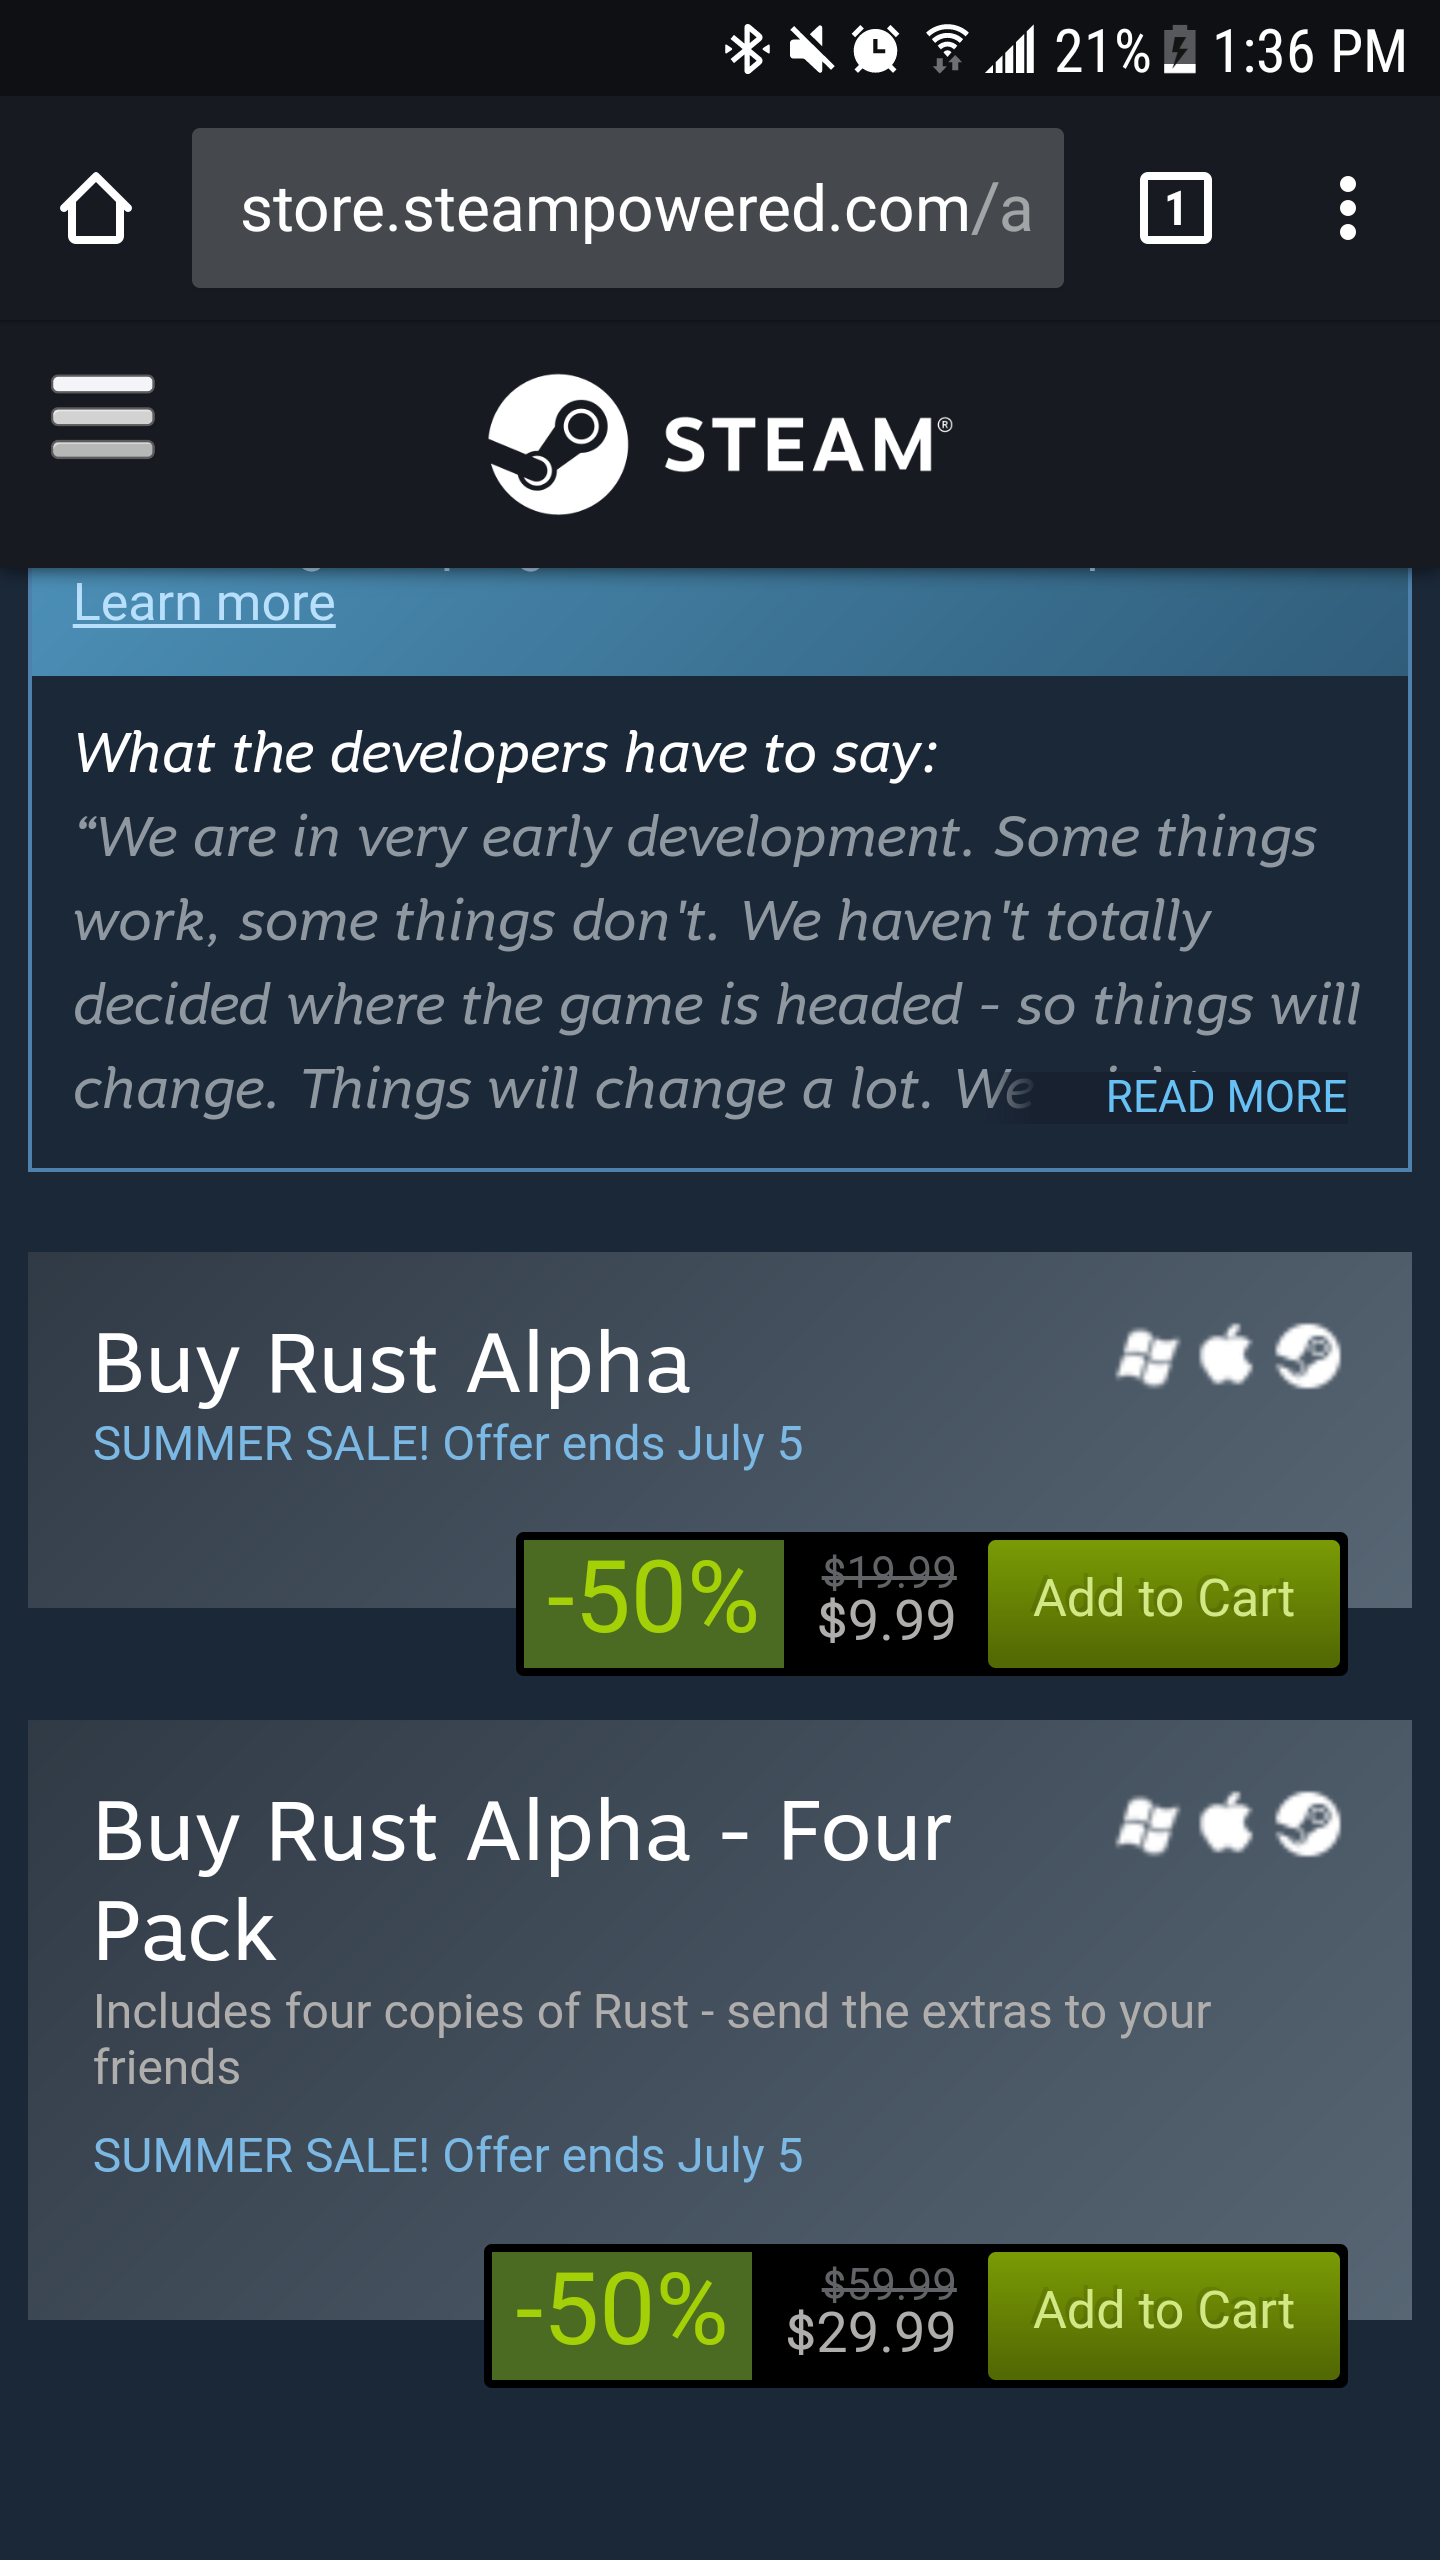 21% 1:36 PM
store.steampowered.com/a
1
STEAM®
Learn more
What the developers have to say:
“We are in very early development. Some things
work, some things don't. We haven't totally
decided where the game is headed - so things will
change. Things will change a lot. We
READ MORE
Buy Rust Alpha
SUMMER SALE! Offer ends July 5
-50%
$19.99
$9.99
Add to Cart
Buy Rust Alpha - Four
Pack
Includes four copies of Rust - send the extras to your
friends
SUMMER SALE! Offer ends July 5
-50%
$59.99
$29.99
Add to Cart